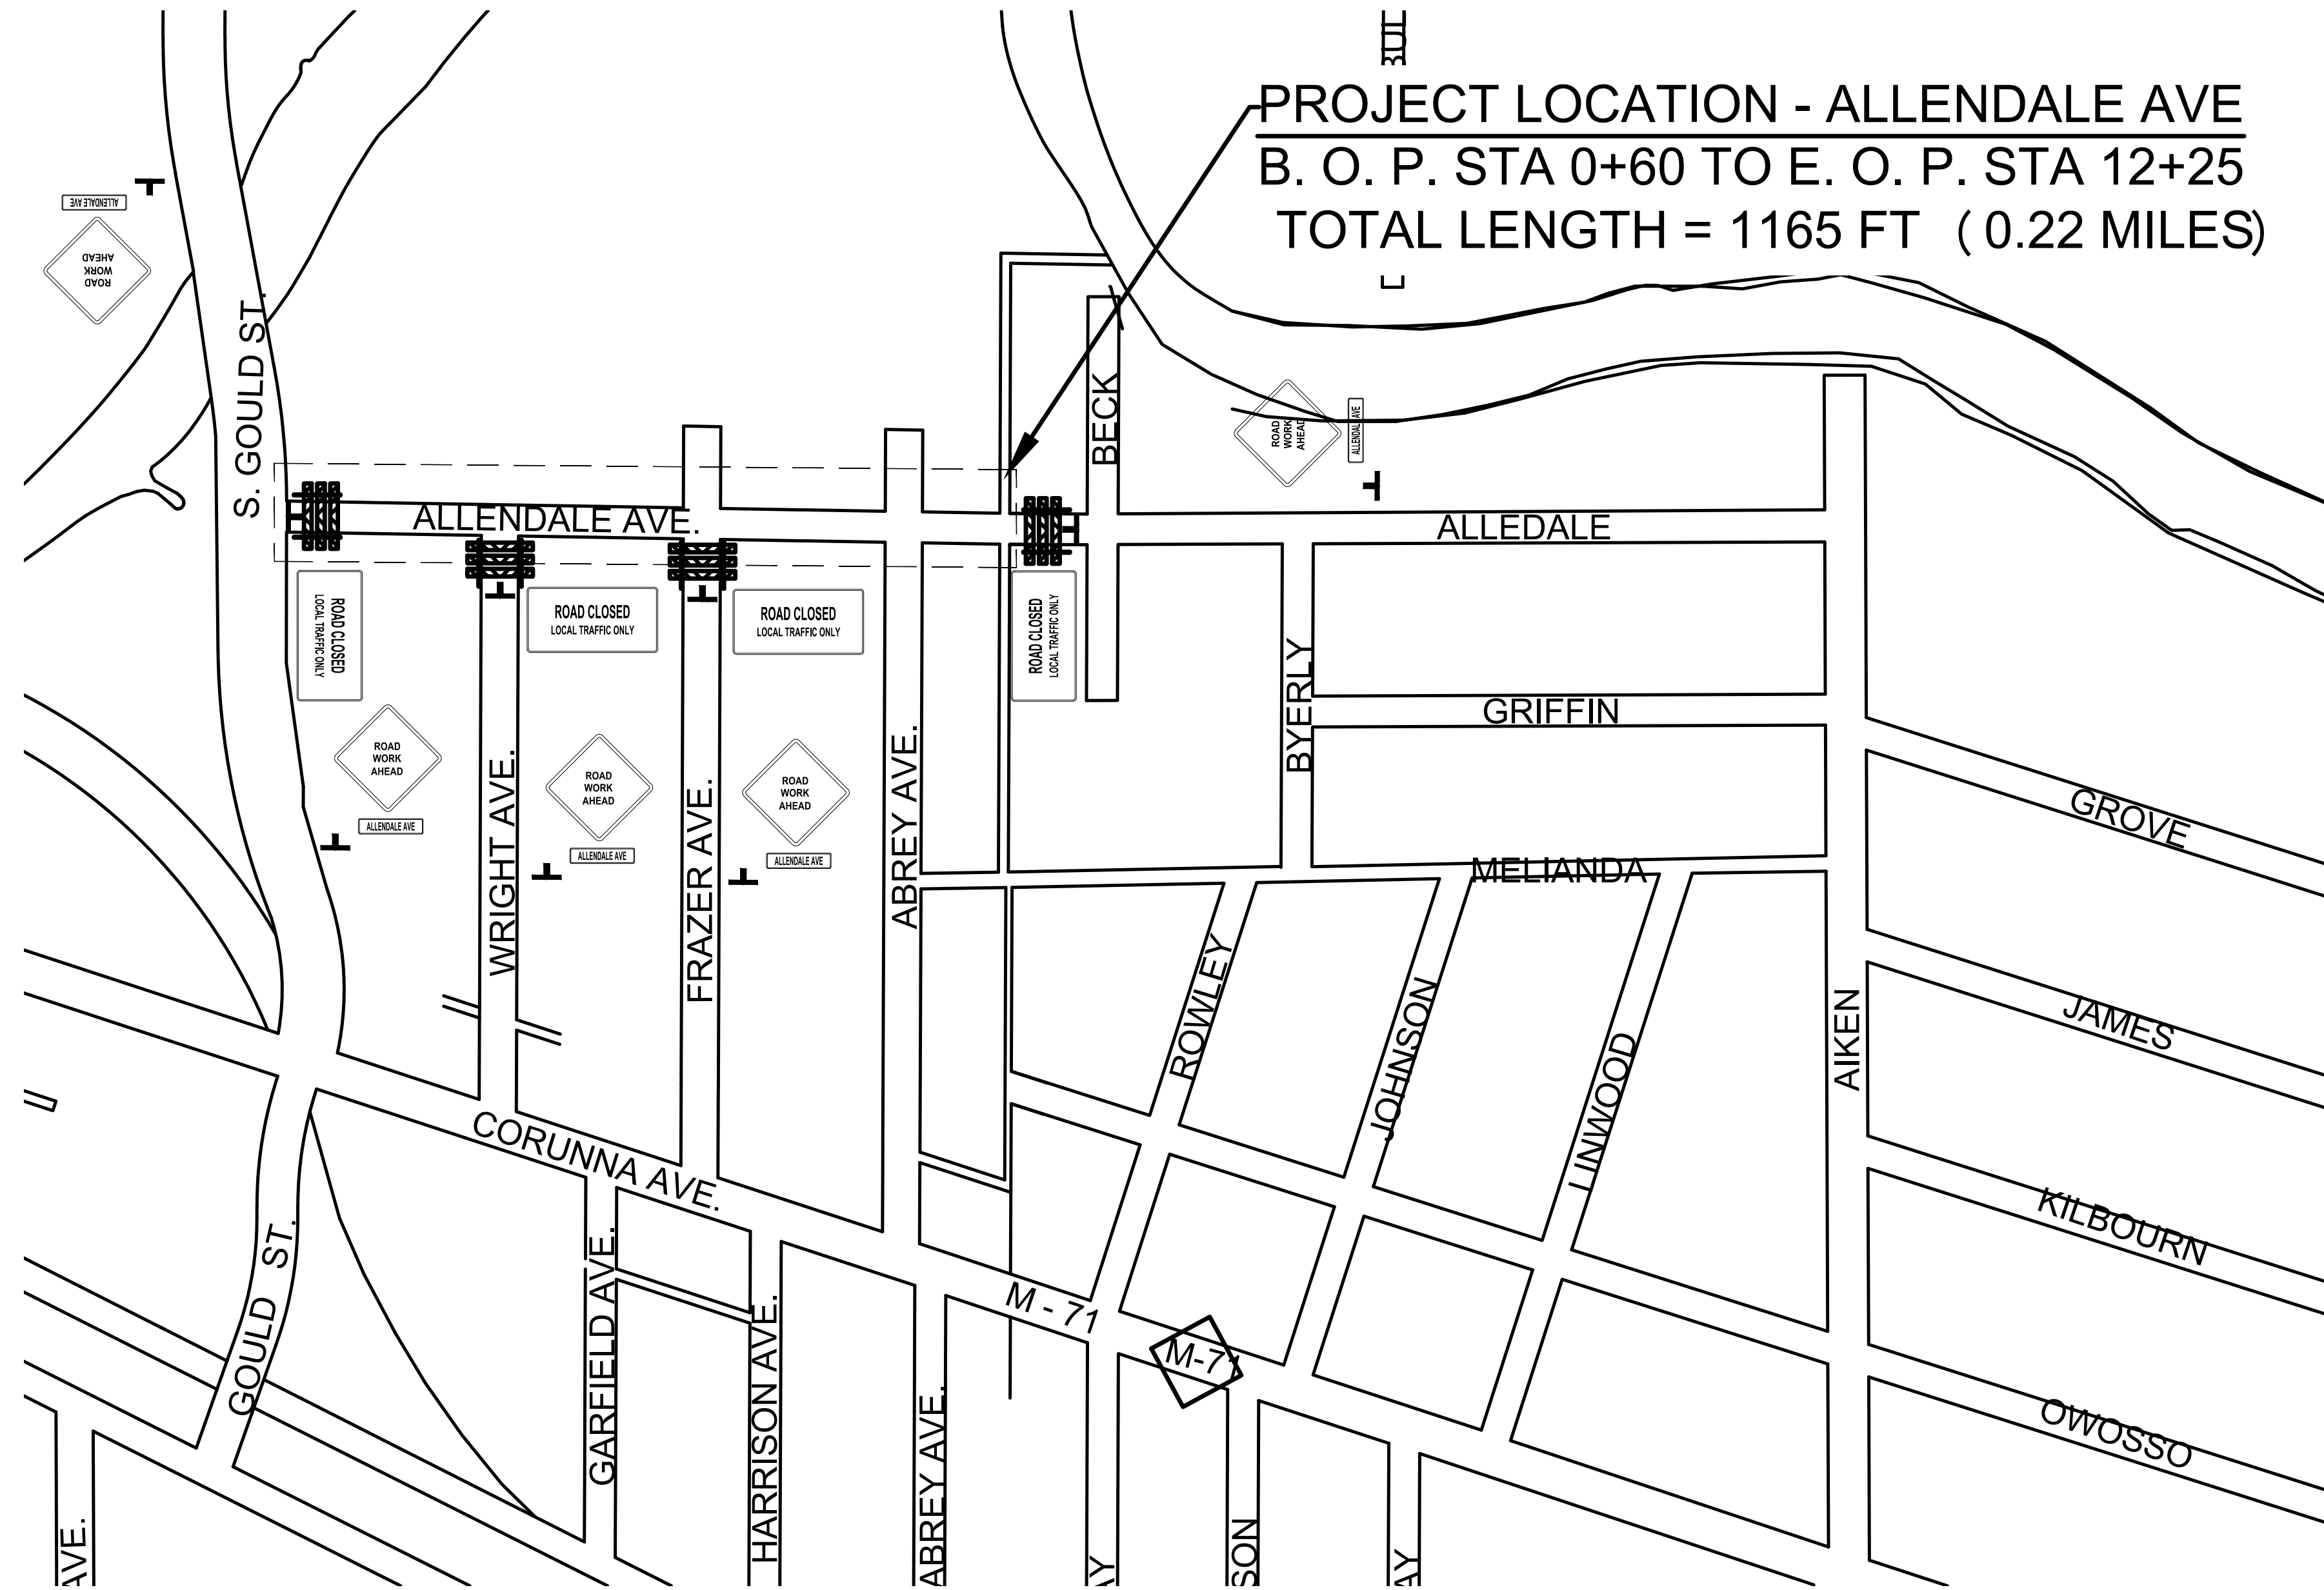 PROJECT LOCATION - ALLENDALE AVE
B. O. P. STA 0+60 TO E. O. P. STA 12+25
TOTAL LENGTH = 1165 FT ( 0.22 MILES)
ALLENDALE AVE
ROAD
WORK
AHEAD
S. GOULD ST.
BECK
ROAD
WORK
AHEAD
ALLENDALE AVE
ALLENDALE AVE.
ALLEDALE
ROAD CLOSED
LOCAL TRAFFIC ONLY
ROAD CLOSED
LOCAL TRAFFIC ONLY
ROAD CLOSED
LOCAL TRAFFIC ONLY
ROAD CLOSED
LOCAL TRAFFIC ONLY
BYERLY
GRIFFIN
ROAD
WORK
AHEAD
ALLENDALE AVE
ROAD
WORK
AHEAD
ALLENDALE AVE
ROAD
WORK
AHEAD
ALLENDALE AVE
WRIGHT AVE.
FRAZER AVE.
ABREY AVE.
GROVE
MELIANDA
ROWLEY
JOHNSON
LINWOOD
AIKEN
JAMES
CORUNNA AVE.
KILBOURN
GOULD ST.
GARFIELD AVE.
HARRISON AVE.
M - 71
M-71
ABREY AVE.
OWOSSO
AVE.
AY
SON
AY